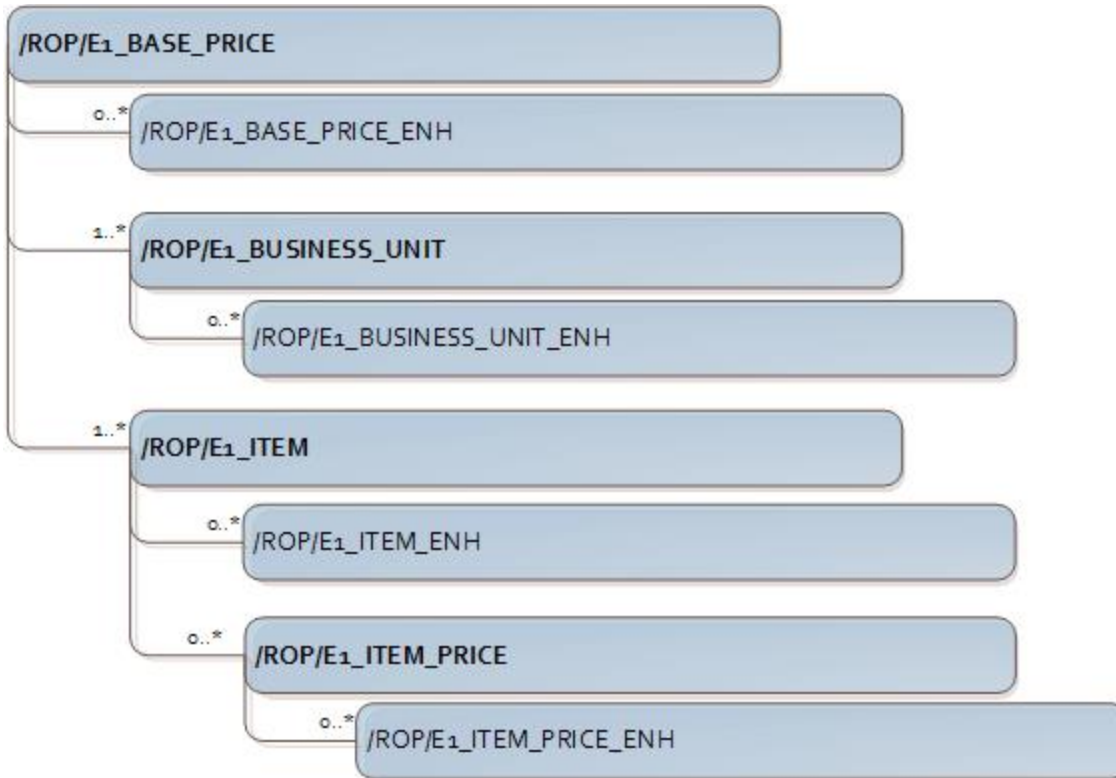 /ROP/E1_BASE_PRICE
0..*
/ROP/E1_BASE_PRICE_ENH
1..*
/ROP/E1_BUSINESS_UNIT
0..*
/ROP/E1_BUSINESS_UNIT_ENH
1..*
/ROP/E1_ITEM
0..*
/ROP/E1_ITEM_ENH
0..*
/ROP/E1_ITEM_PRICE
0..*
/ROP/E1_ITEM_PRICE_ENH